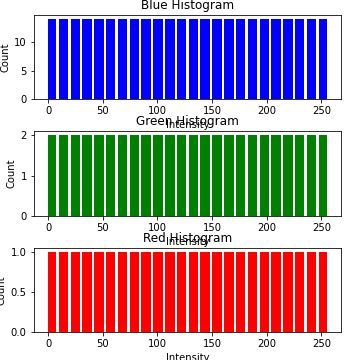 Blue Histogram
10
5
0
Count
0 50 100 150 200 250
Intensity
Green Histogram
2
1
0
Count
0 50 100 150 200 250
Intensity
Red Histogram
1.0
0.5
0.0
Count
0 50 100 150 200 250
Intensity